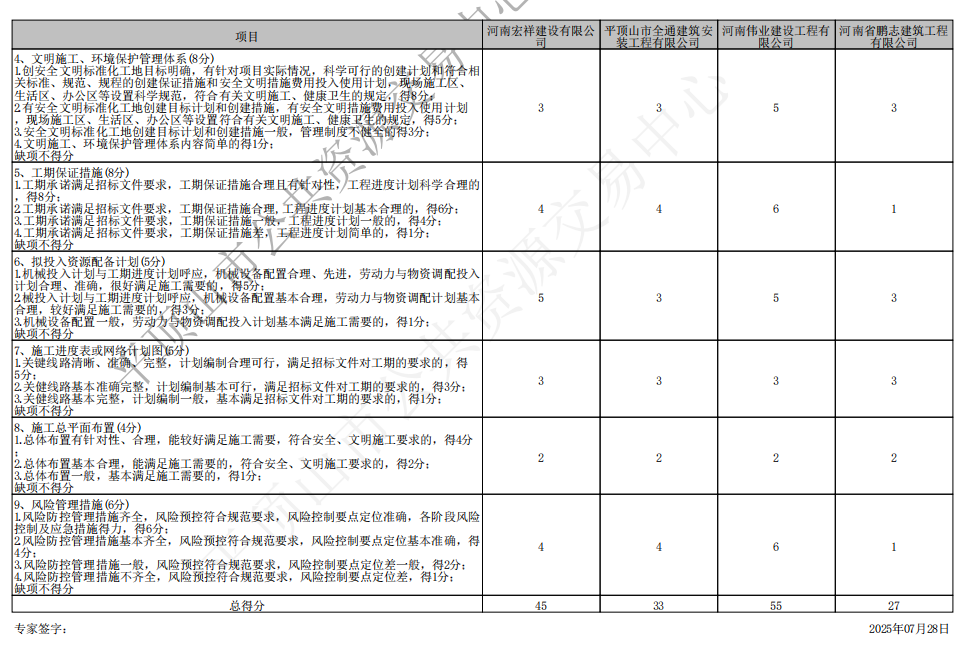 项目 河南宏祥建设有限公 平顶山市全通建筑安 河南伟业建设工程有 河南省鹏志建筑工程
司 装工程有限公司 限公司 有限公司
4、文明施工、环境保护管理体系(8分)
1.创安全文明标准化工地目标明确，有针对项目实际情况，科学可行的创建计划和符合相
关标准、规范、规程的创建保证措施和安全文明措施费用投入使用计划，现场施工区、
生活区、办公区等设置科学规范，符合有关文明施工、健康卫生的规定，得8分；
2.有安全文明标准化工地创建目标计划和创建措施，有安全文明措施费用投入使用计划
，现场施工区、生活区、办公区等设置符合有关文明施工、健康卫生的规定，得5分；
3.安全文明标准化工地创建目标计划和创建措施一般，管理制度不健全的得3分；
4.文明施工、环境保护管理体系内容简单的得1分；
缺项不得分
3 3 5 3
5、工期保证措施(8分)
1.工期承诺满足招标文件要求，工期保证措施合理且有针对性，工程进度计划科学合理的
，得8分；
2.工期承诺满足招标文件要求，工期保证措施合理,工程进度计划基本合理的，得6分；
3.工期承诺满足招标文件要求，工期保证措施一般，工程进度计划一般的，得4分；
4.工期承诺满足招标文件要求，工期保证措施差，工程进度计划简单的，得1分；
缺项不得分
4 4 6 1
6、拟投入资源配备计划(5分)
1.机械投入计划与工期进度计划呼应，机械设备配置合理、先进，劳动力与物资调配投入
计划合理、准确，很好满足施工需要的，得5分；
2械投入计划与工期进度计划呼应，机械设备配置基本合理，劳动力与物资调配计划基本
合理，较好满足施工需要的，得3分；
3.机械设备配置一般，劳动力与物资调配投入计划基本满足施工需要的，得1分；
缺项不得分
5 3 5 3
7、施工进度表或网络计划图(5分)
1.关键线路清晰、准确、完整，计划编制合理可行，满足招标文件对工期的要求的，得
5分；
2.关健线路基本准确完整，计划编制基本可行，满足招标文件对工期的要求的，得3分；
3.关健线路基本完整，计划编制一般，基本满足招标文件对工期的要求的，得1分；
缺项不得分
3 3 3 3
8、施工总平面布置(4分)
1.总体布置有针对性、合理，能较好满足施工需要，符合安全、文明施工要求的，得4分
；
2.总体布置基本合理，能满足施工需要的，符合安全、文明施工要求的，得2分；
3.总体布置一般，基本满足施工需要的，得1分；
缺项不得分
2 2 2 2
9、风险管理措施(6分)
1.风险防控管理措施齐全，风险预控符合规范要求，风险控制要点定位准确，各阶段风险
控制及应急措施得力，得6分；
2.风险防控管理措施基本齐全，风险预控符合规范要求，风险控制要点定位基本准确，得
4分；
3.风险防控管理措施一般，风险预控符合规范要求，风险控制要点定位差一般，得2分；
4.风险防控管理措施不齐全，风险预控符合规范要求，风险控制要点定位差，得1分；
缺项不得分
4 4 6 1
总得分 45 33 55 27
专家签字： 2025年07月28日
平顶山市公共资源交易中心
平顶山市公共资源交易中心